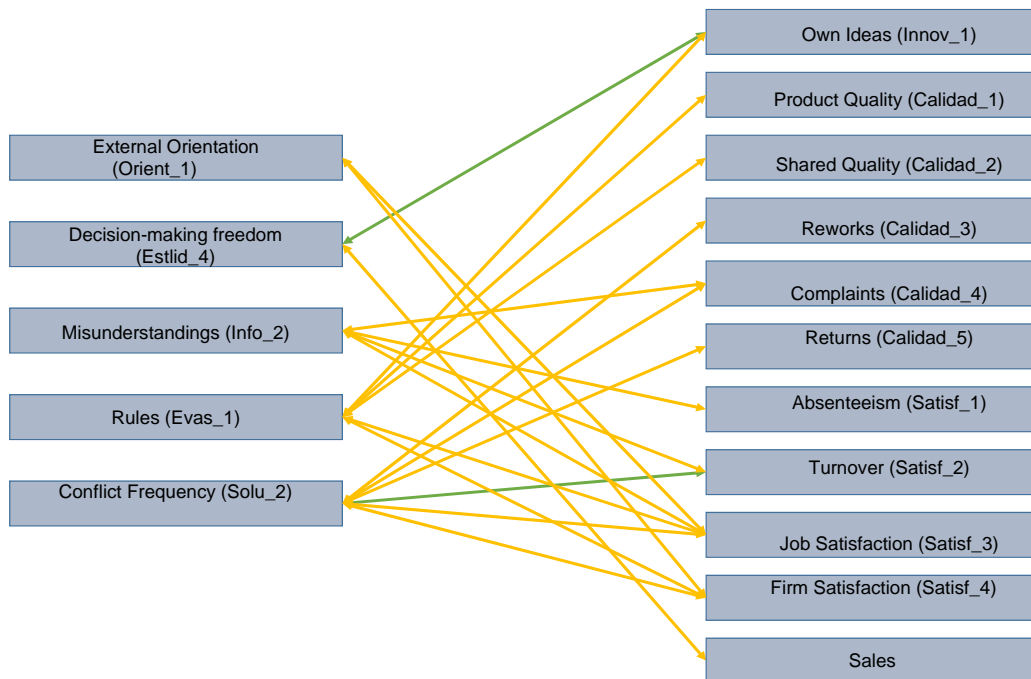 External Orientation
(Orient_1)
Decision-making freedom
(Estlid_4)
Misunderstandings (Info_2)
Rules (Evas_1)
Conflict Frequency (Solu_2)
Own Ideas (Innov_1)
Product Quality (Calidad_1)
Shared Quality (Calidad_2)
Reworks (Calidad_3)
Complaints (Calidad_4)
Returns (Calidad_5)
Absenteeism (Satisf_1)
Turnover (Satisf_2)
Job Satisfaction (Satisf_3)
Firm Satisfaction (Satisf_4)
Sales